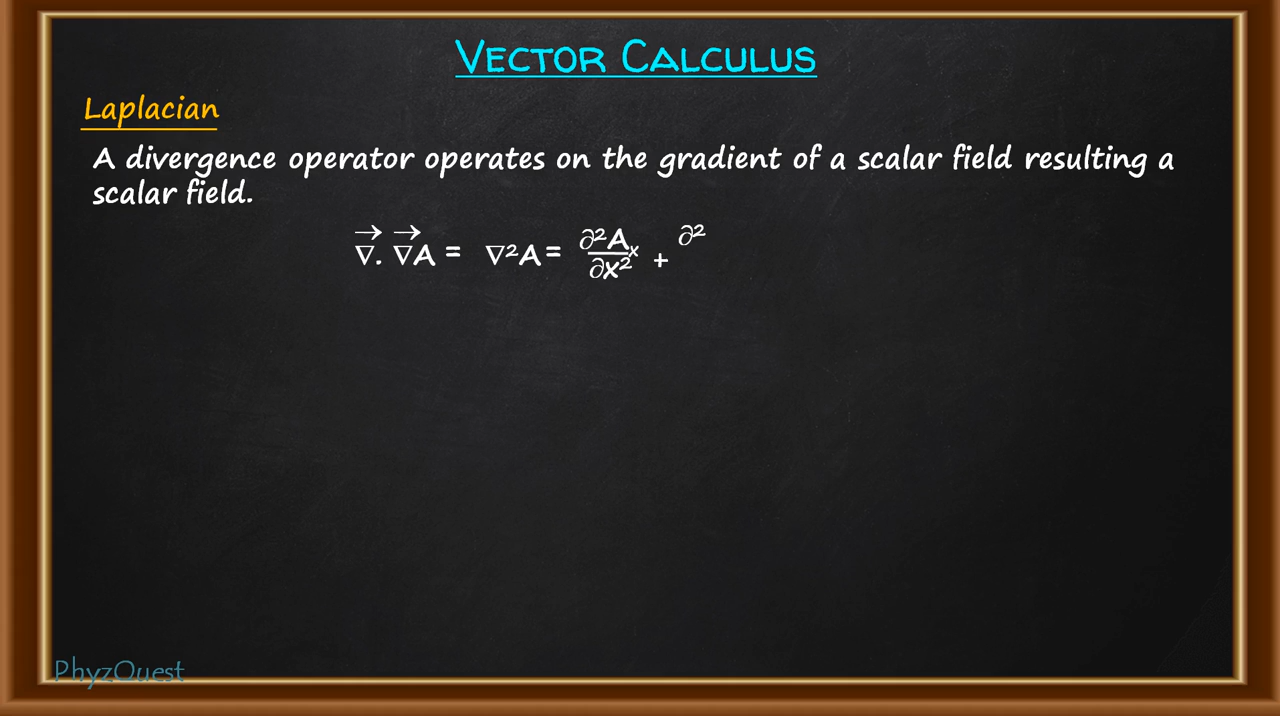 VECTOR CALCULUS
Laplacian
A divergence operator operates on the gradient of a scalar field resulting a
scalar field.
∇⃗. ∇⃗A = ∇²A = ∂²Aₓ/∂x² + ∂²
PhyzQuest